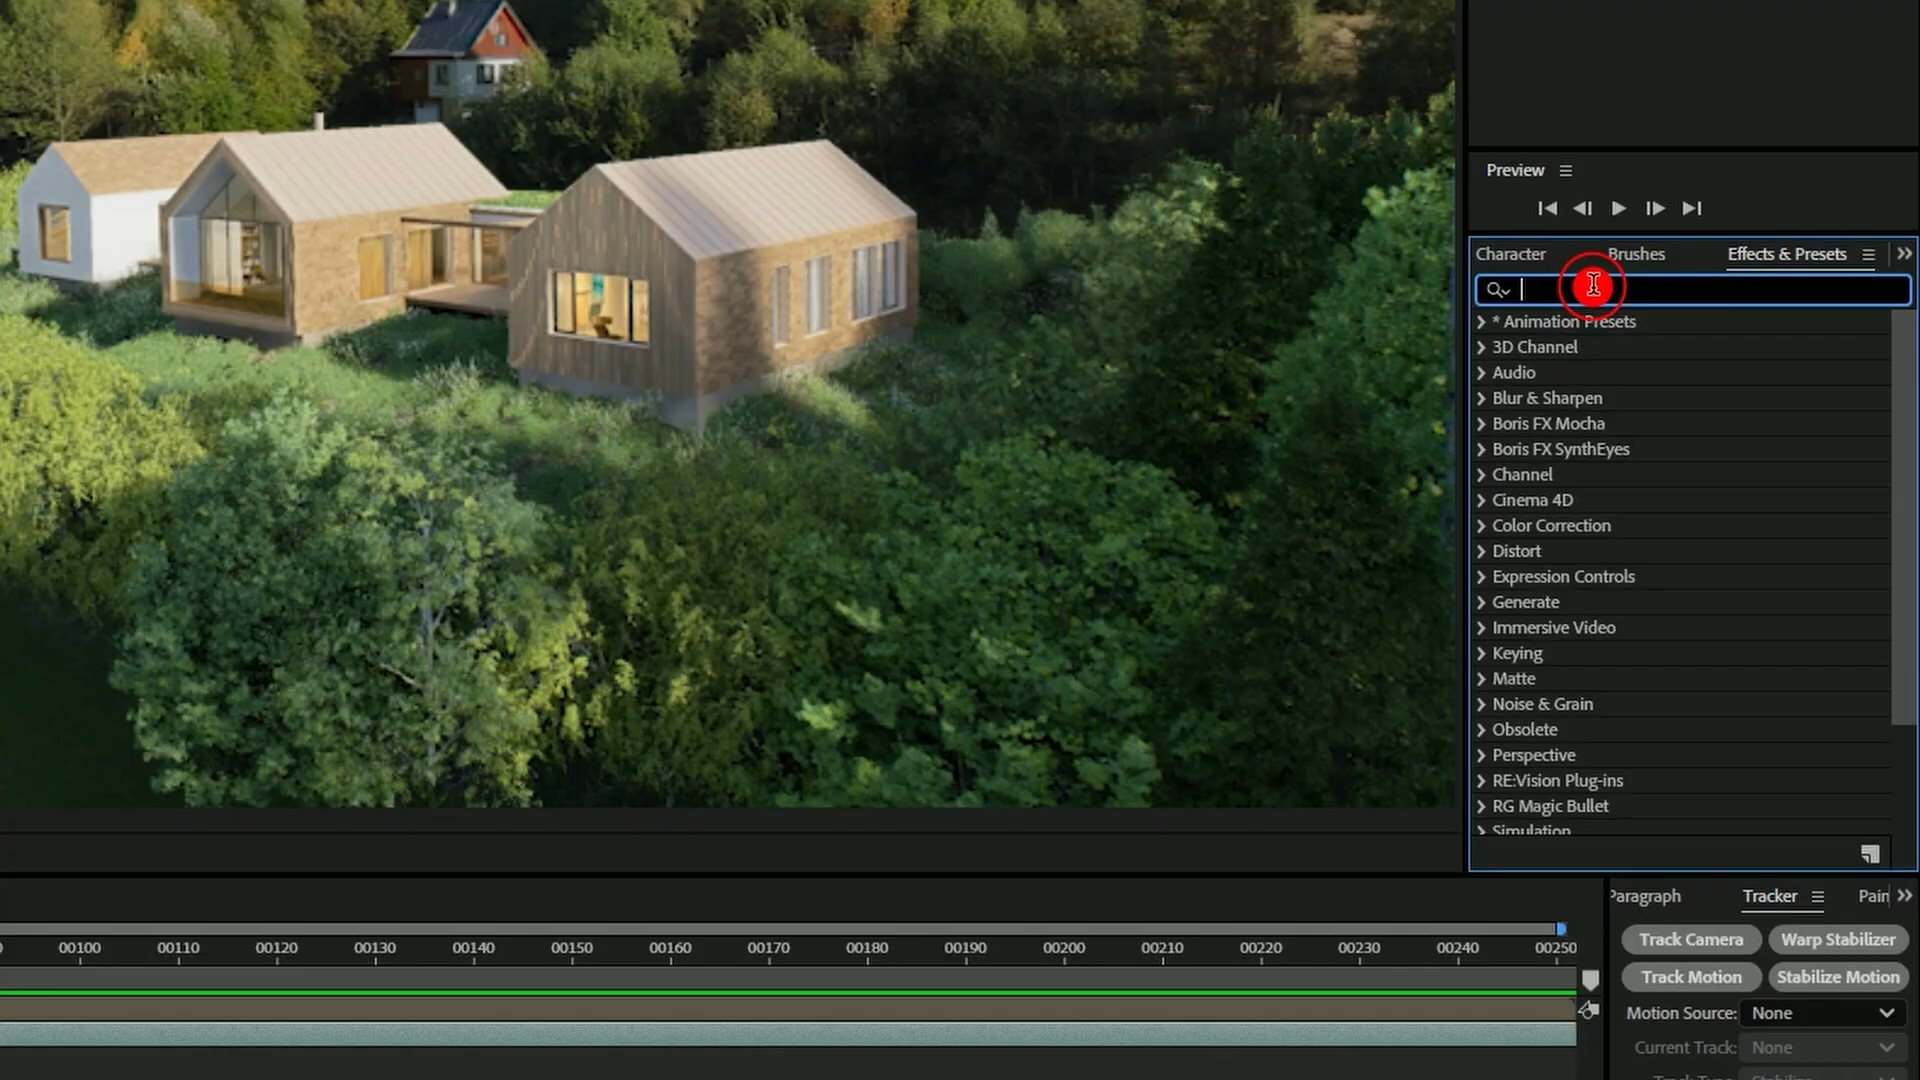 Preview
Character Brushes Effects & Presets
* Animation Presets
3D Channel
Audio
Blur & Sharpen
Boris FX Mocha
Boris FX SynthEyes
Channel
Cinema 4D
Color Correction
Distort
Expression Controls
Generate
Immersive Video
Keying
Matte
Noise & Grain
Obsolete
Perspective
RE:Vision Plug-ins
RG Magic Bullet
Simulation
Paragraph Tracker Pain
00100 00110 00120 00130 00140 00150 00160 00170 00180 00190 00200 00210 00220 00230 00240 00250
Track Camera Warp Stabilizer
Track Motion Stabilize Motion
Motion Source: None
Current Track: None